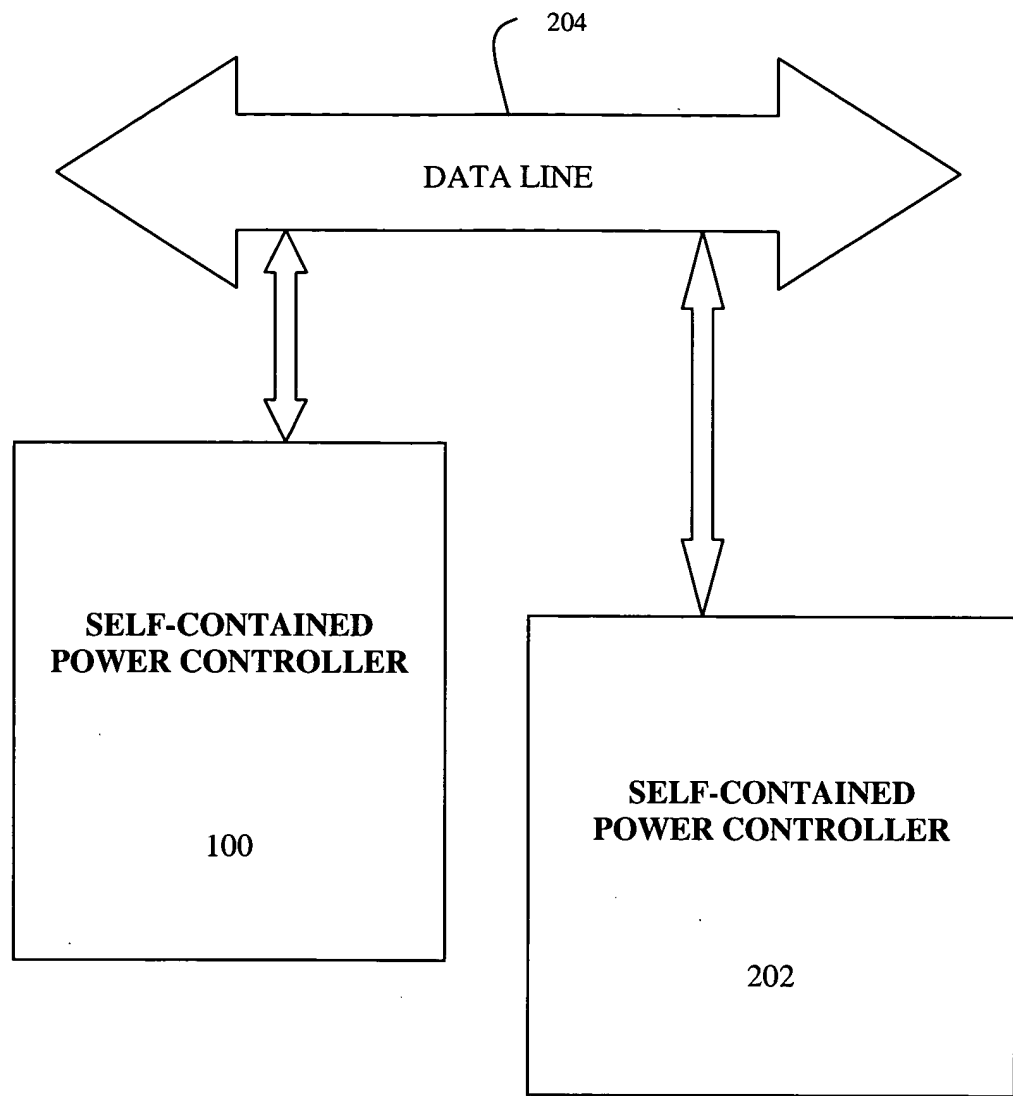 204
DATA LINE
SELF-CONTAINED
POWER CONTROLLER
100
SELF-CONTAINED
POWER CONTROLLER
202